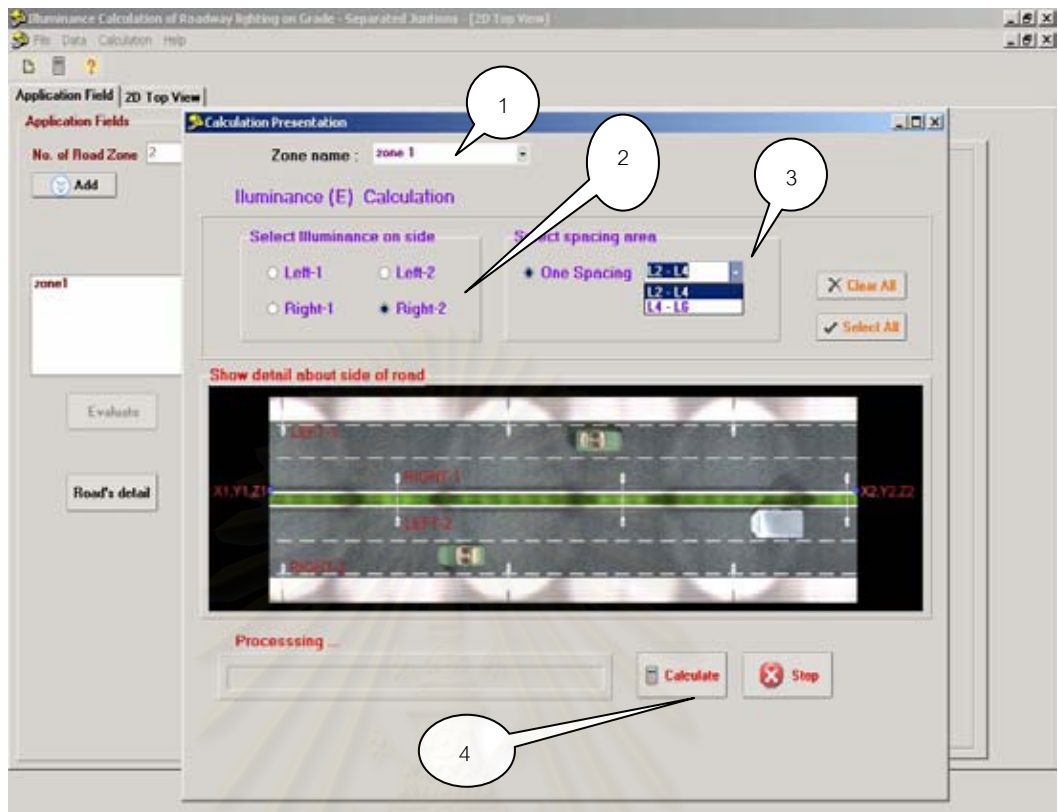 Illuminance Calculation of Roadway lighting on Grade - Separated Juntions - [2D Top View]
File Data Calculation Help
Application Field 2D Top View
Application Fields
No. of Road Zone 2
Add
zone1
Evaluate
Road's detail
Calculation Presentation
1
Zone name : zone 1
2
3
Iluminance (E) Calculation
Select Illuminance on side
Left-1 Left-2
Right-1 Right-2
Select spacing area
One Spacing L2 - L4
L2 - L4
L4 - L6
Clear All
Select All
Show detail about side of road
LEFT-1
RIGHT-1
X1,Y1,Z1 X2,Y2,Z2
LEFT-2
RIGHT-2
Processsing ...
Calculate Stop
4